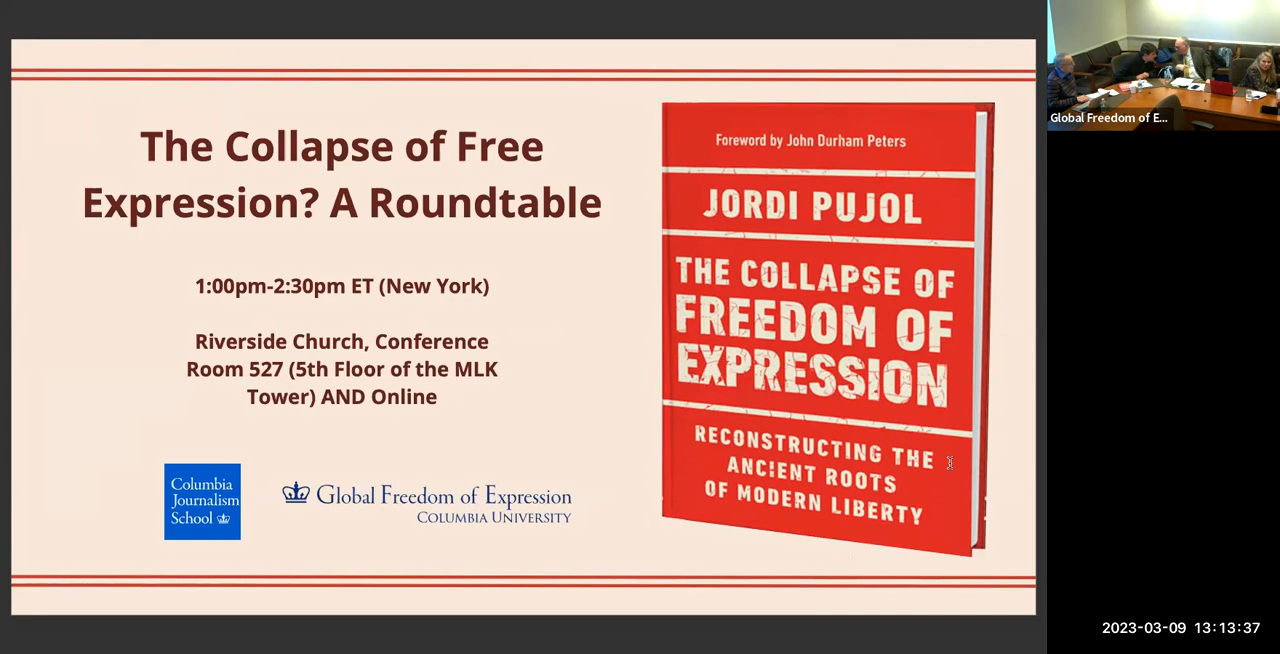 The Collapse of Free
Expression? A Roundtable
1:00pm-2:30pm ET (New York)
Riverside Church, Conference
Room 527 (5th Floor of the MLK
Tower) AND Online
Columbia
Journalism
School
Global Freedom of Expression
COLUMBIA UNIVERSITY
Foreword by John Durham Peters
JORDI PUJOL
THE COLLAPSE OF
FREEDOM OF
EXPRESSION
RECONSTRUCTING THE
ANCIENT ROOTS
OF MODERN LIBERTY
Global Freedom of E...
2023-03-09 13:13:37